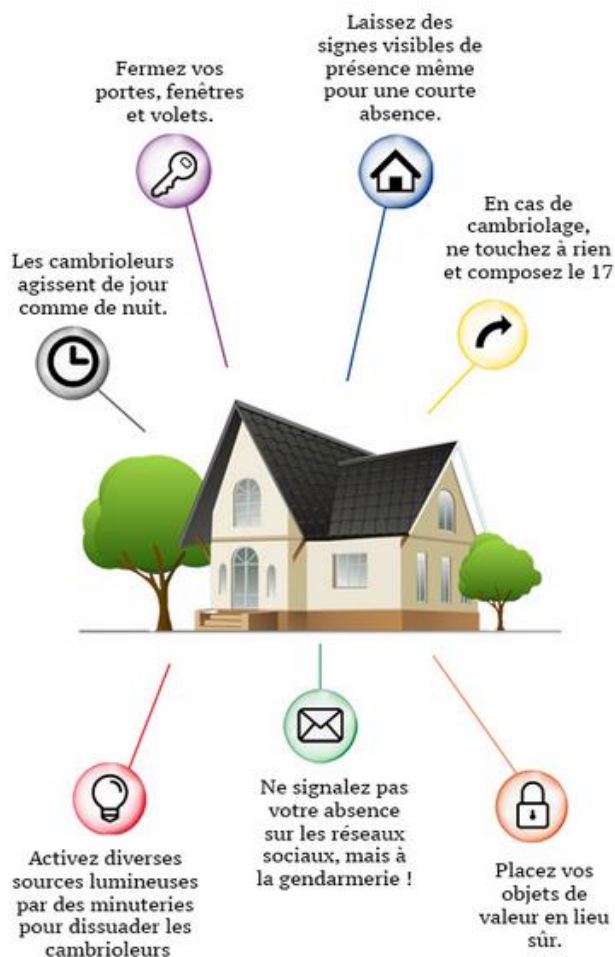 Laissez des
signes visibles de
présence même
pour une courte
absence.
Fermez vos
portes, fenêtres
et volets.
En cas de
cambriolage,
ne touchez à rien
et composez le 17
Les cambrioleurs
agissent de jour
comme de nuit.
Activez diverses
sources lumineuses
par des minuteries
pour dissuader les
cambrioleurs
Ne signalez pas
votre absence
sur les réseaux
sociaux, mais à
la gendarmerie !
Placez vos
objets de
valeur en lieu
sûr.